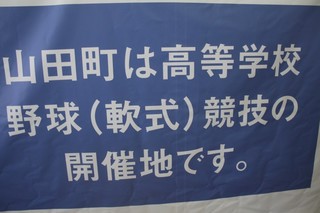 山田町は高等学校
野球(軟式)競技の
開催地です。